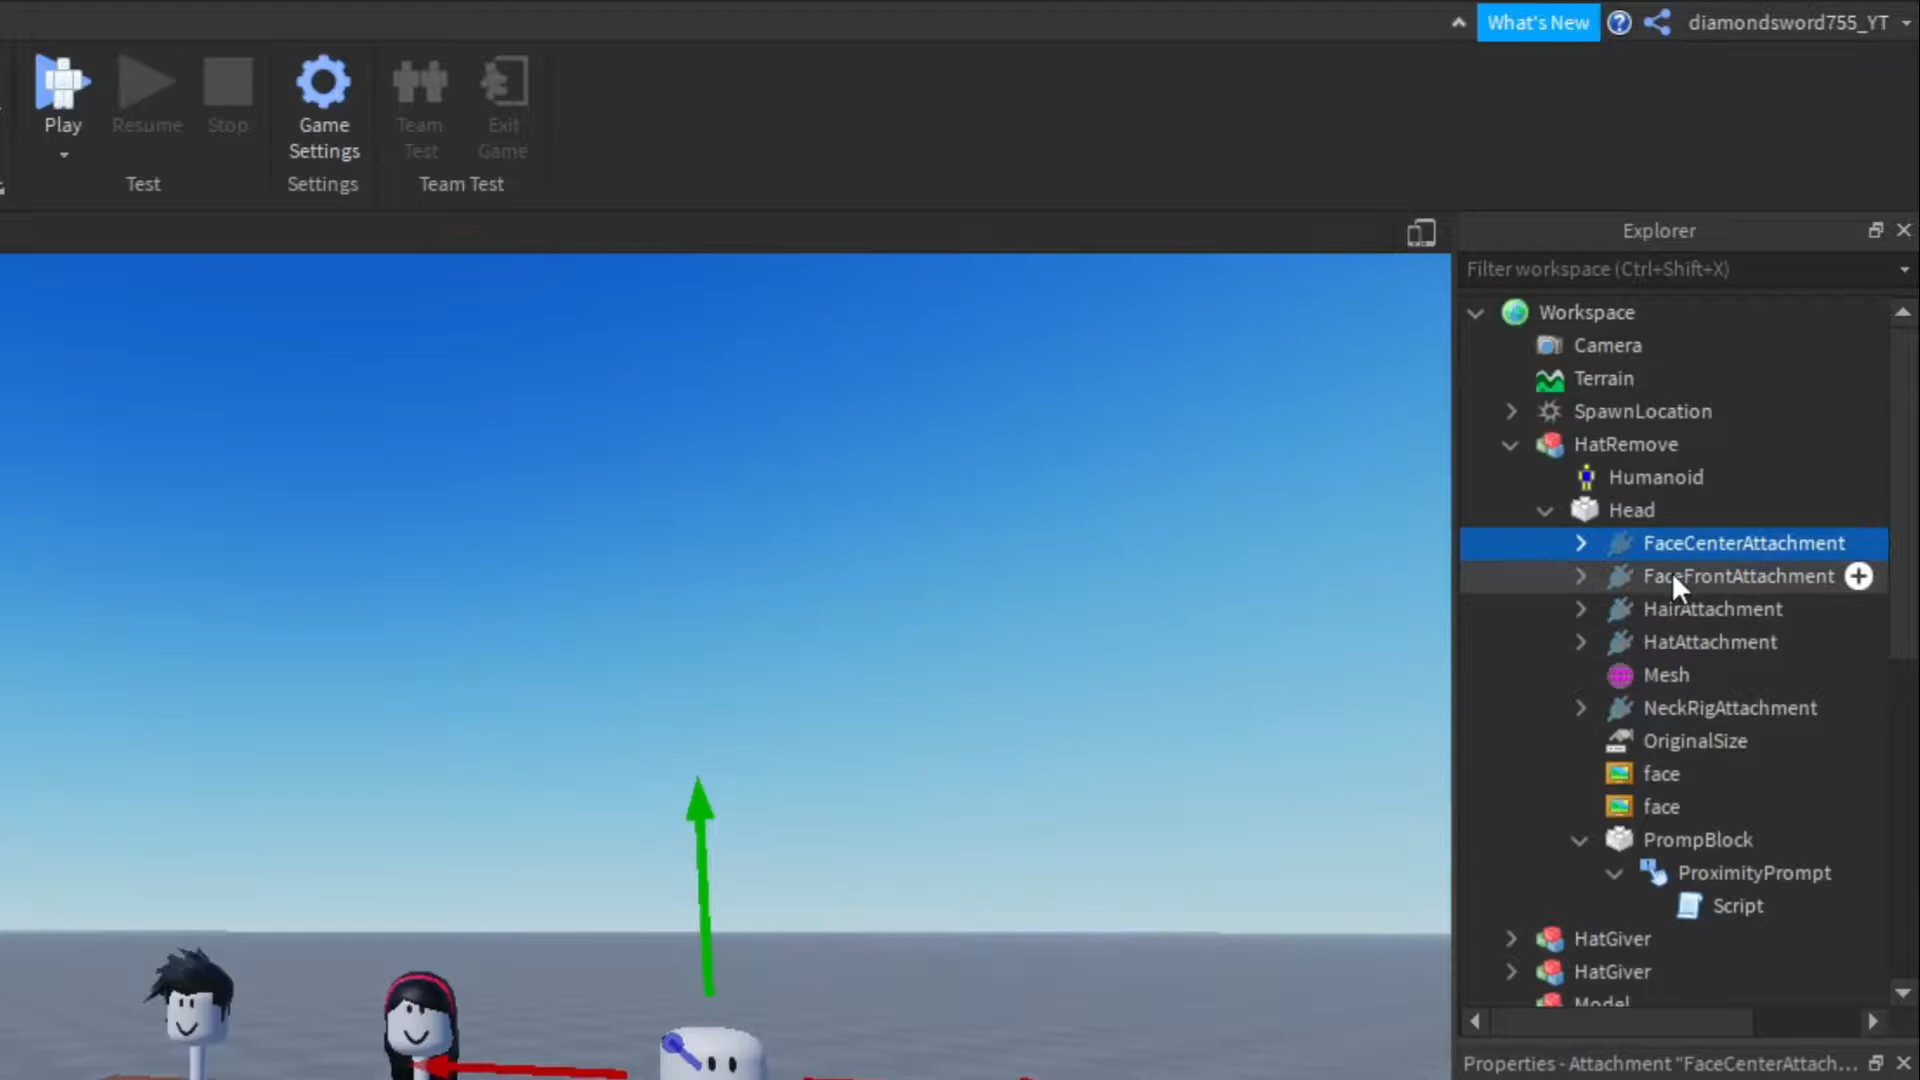 What's New
diamondsword755_YT
Play
Resume
Stop
Game
Settings
Team
Test
Exit
Game
Test
Settings
Team Test
Explorer
Filter workspace (Ctrl+Shift+X)
Workspace
Camera
Terrain
SpawnLocation
HatRemove
Humanoid
Head
FaceCenterAttachment
FaceFrontAttachment
HairAttachment
HatAttachment
Mesh
NeckRigAttachment
OriginalSize
face
face
PrompBlock
ProximityPrompt
Script
HatGiver
HatGiver
Model
Properties - Attachment "FaceCenterAttach...